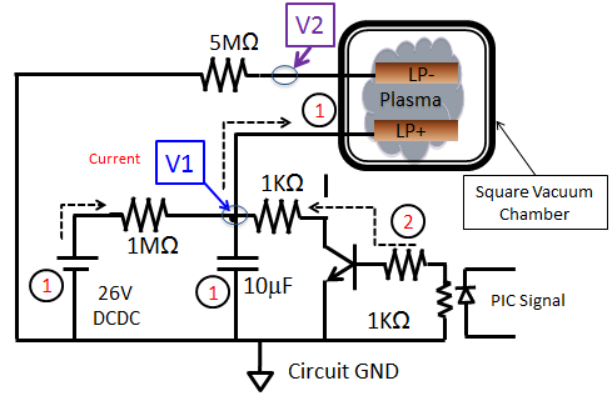 V2
5MΩ
LP-
Plasma
LP+
1
Current
V1
1KΩ
Square Vacuum
Chamber
2
1MΩ
1
26V
DCDC
1
10μF
1KΩ
PIC Signal
Circuit GND